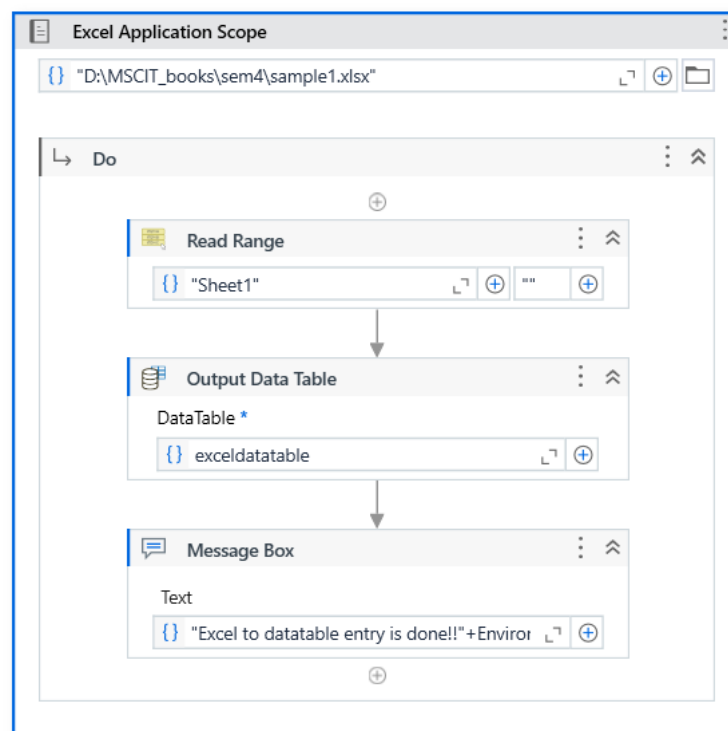 Excel Application Scope
{} "D:\MSCIT_books\sem4\sample1.xlsx"
Do
Read Range
{} "Sheet1" ""
Output Data Table
DataTable *
{} exceldatatable
Message Box
Text
{} "Excel to datatable entry is done!!"+Enviror